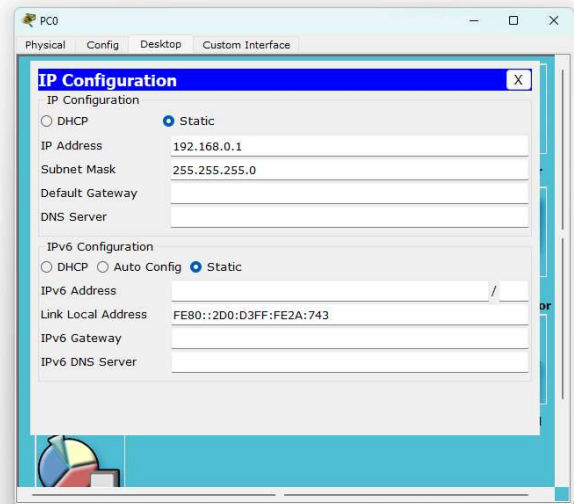 PC0
Physical Config Desktop Custom Interface
IP Configuration X
IP Configuration
DHCP Static
IP Address 192.168.0.1
Subnet Mask 255.255.255.0
Default Gateway
DNS Server
IPv6 Configuration
DHCP Auto Config Static
IPv6 Address /
Link Local Address FE80::2D0:D3FF:FE2A:743
IPv6 Gateway
IPv6 DNS Server